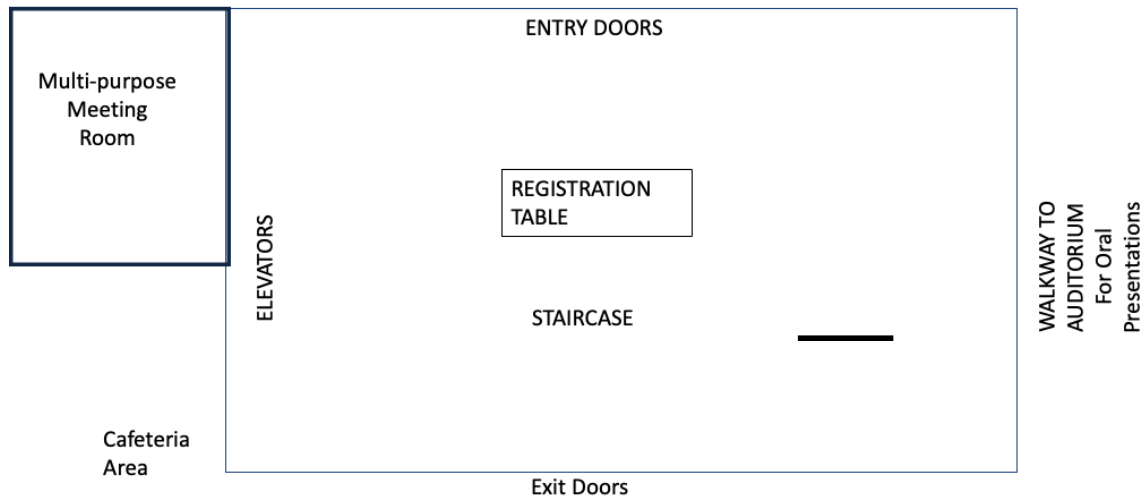 ENTRY DOORS
Multi-purpose
Meeting
Room
REGISTRATION
TABLE
ELEVATORS
STAIRCASE
WALKWAY TO
AUDITORIUM
For Oral
Presentations
Cafeteria
Area
Exit Doors